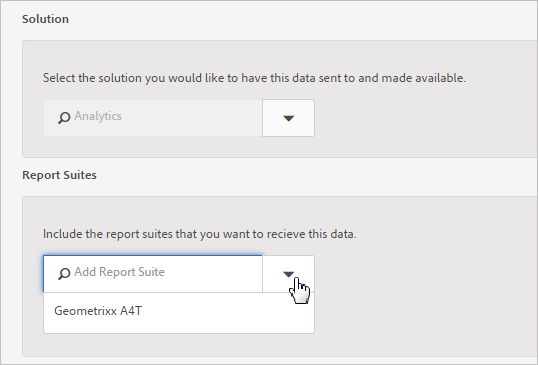 Solution
Select the solution you would like to have this data sent to and made available.
Analytics
Report Suites
Include the report suites that you want to recieve this data.
Add Report Suite
Geometrixx A4T